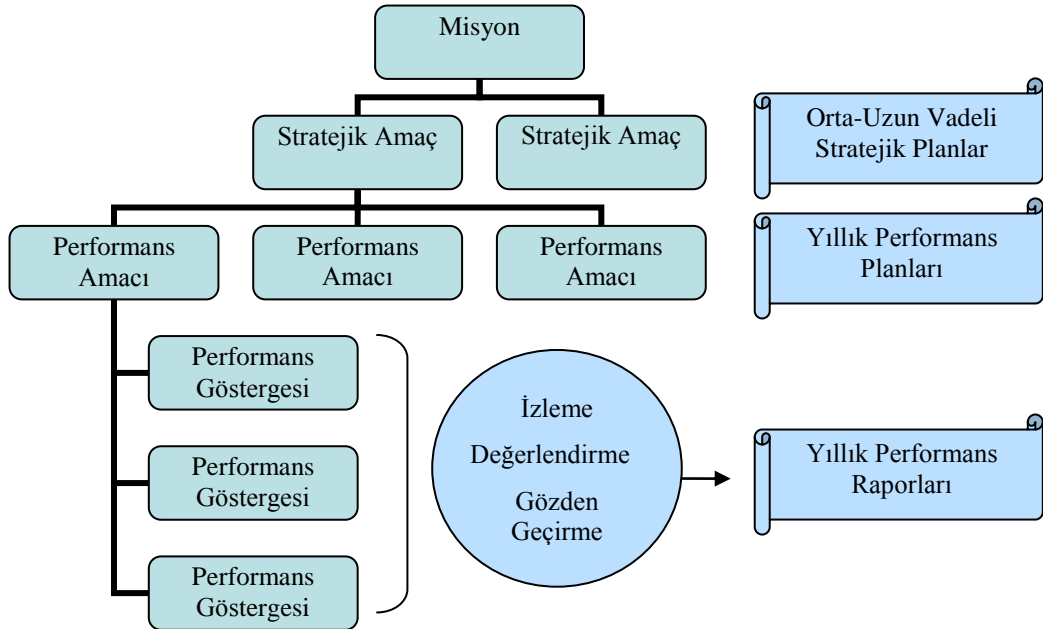 Misyon
Stratejik Amaç
Stratejik Amaç
Orta-Uzun Vadeli
Stratejik Planlar
Performans
Amacı
Performans
Amacı
Performans
Amacı
Yıllık Performans
Planları
Performans
Göstergesi
Performans
Göstergesi
Performans
Göstergesi
İzleme
Değerlendirme
Gözden
Geçirme
Yıllık Performans
Raporları